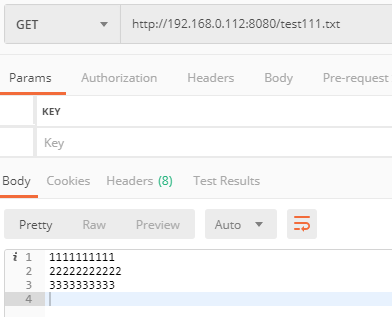 GET http://192.168.0.112:8080/test111.txt
Params Authorization Headers Body Pre-request
KEY
Key
Body Cookies Headers (8) Test Results
Pretty Raw Preview Auto
i 1 1111111111
2 22222222222
3 3333333333
4